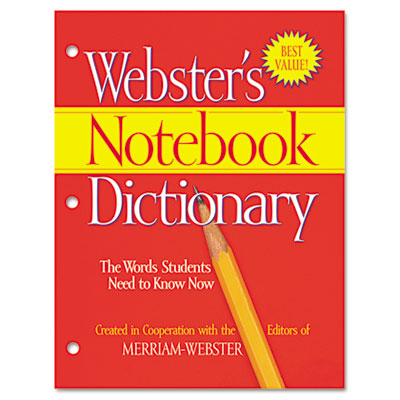 BEST
VALUE!
Webster's
Notebook
Dictionary
The Words Students
Need to Know Now
Created in Cooperation with the Editors of
MERRIAM-WEBSTER